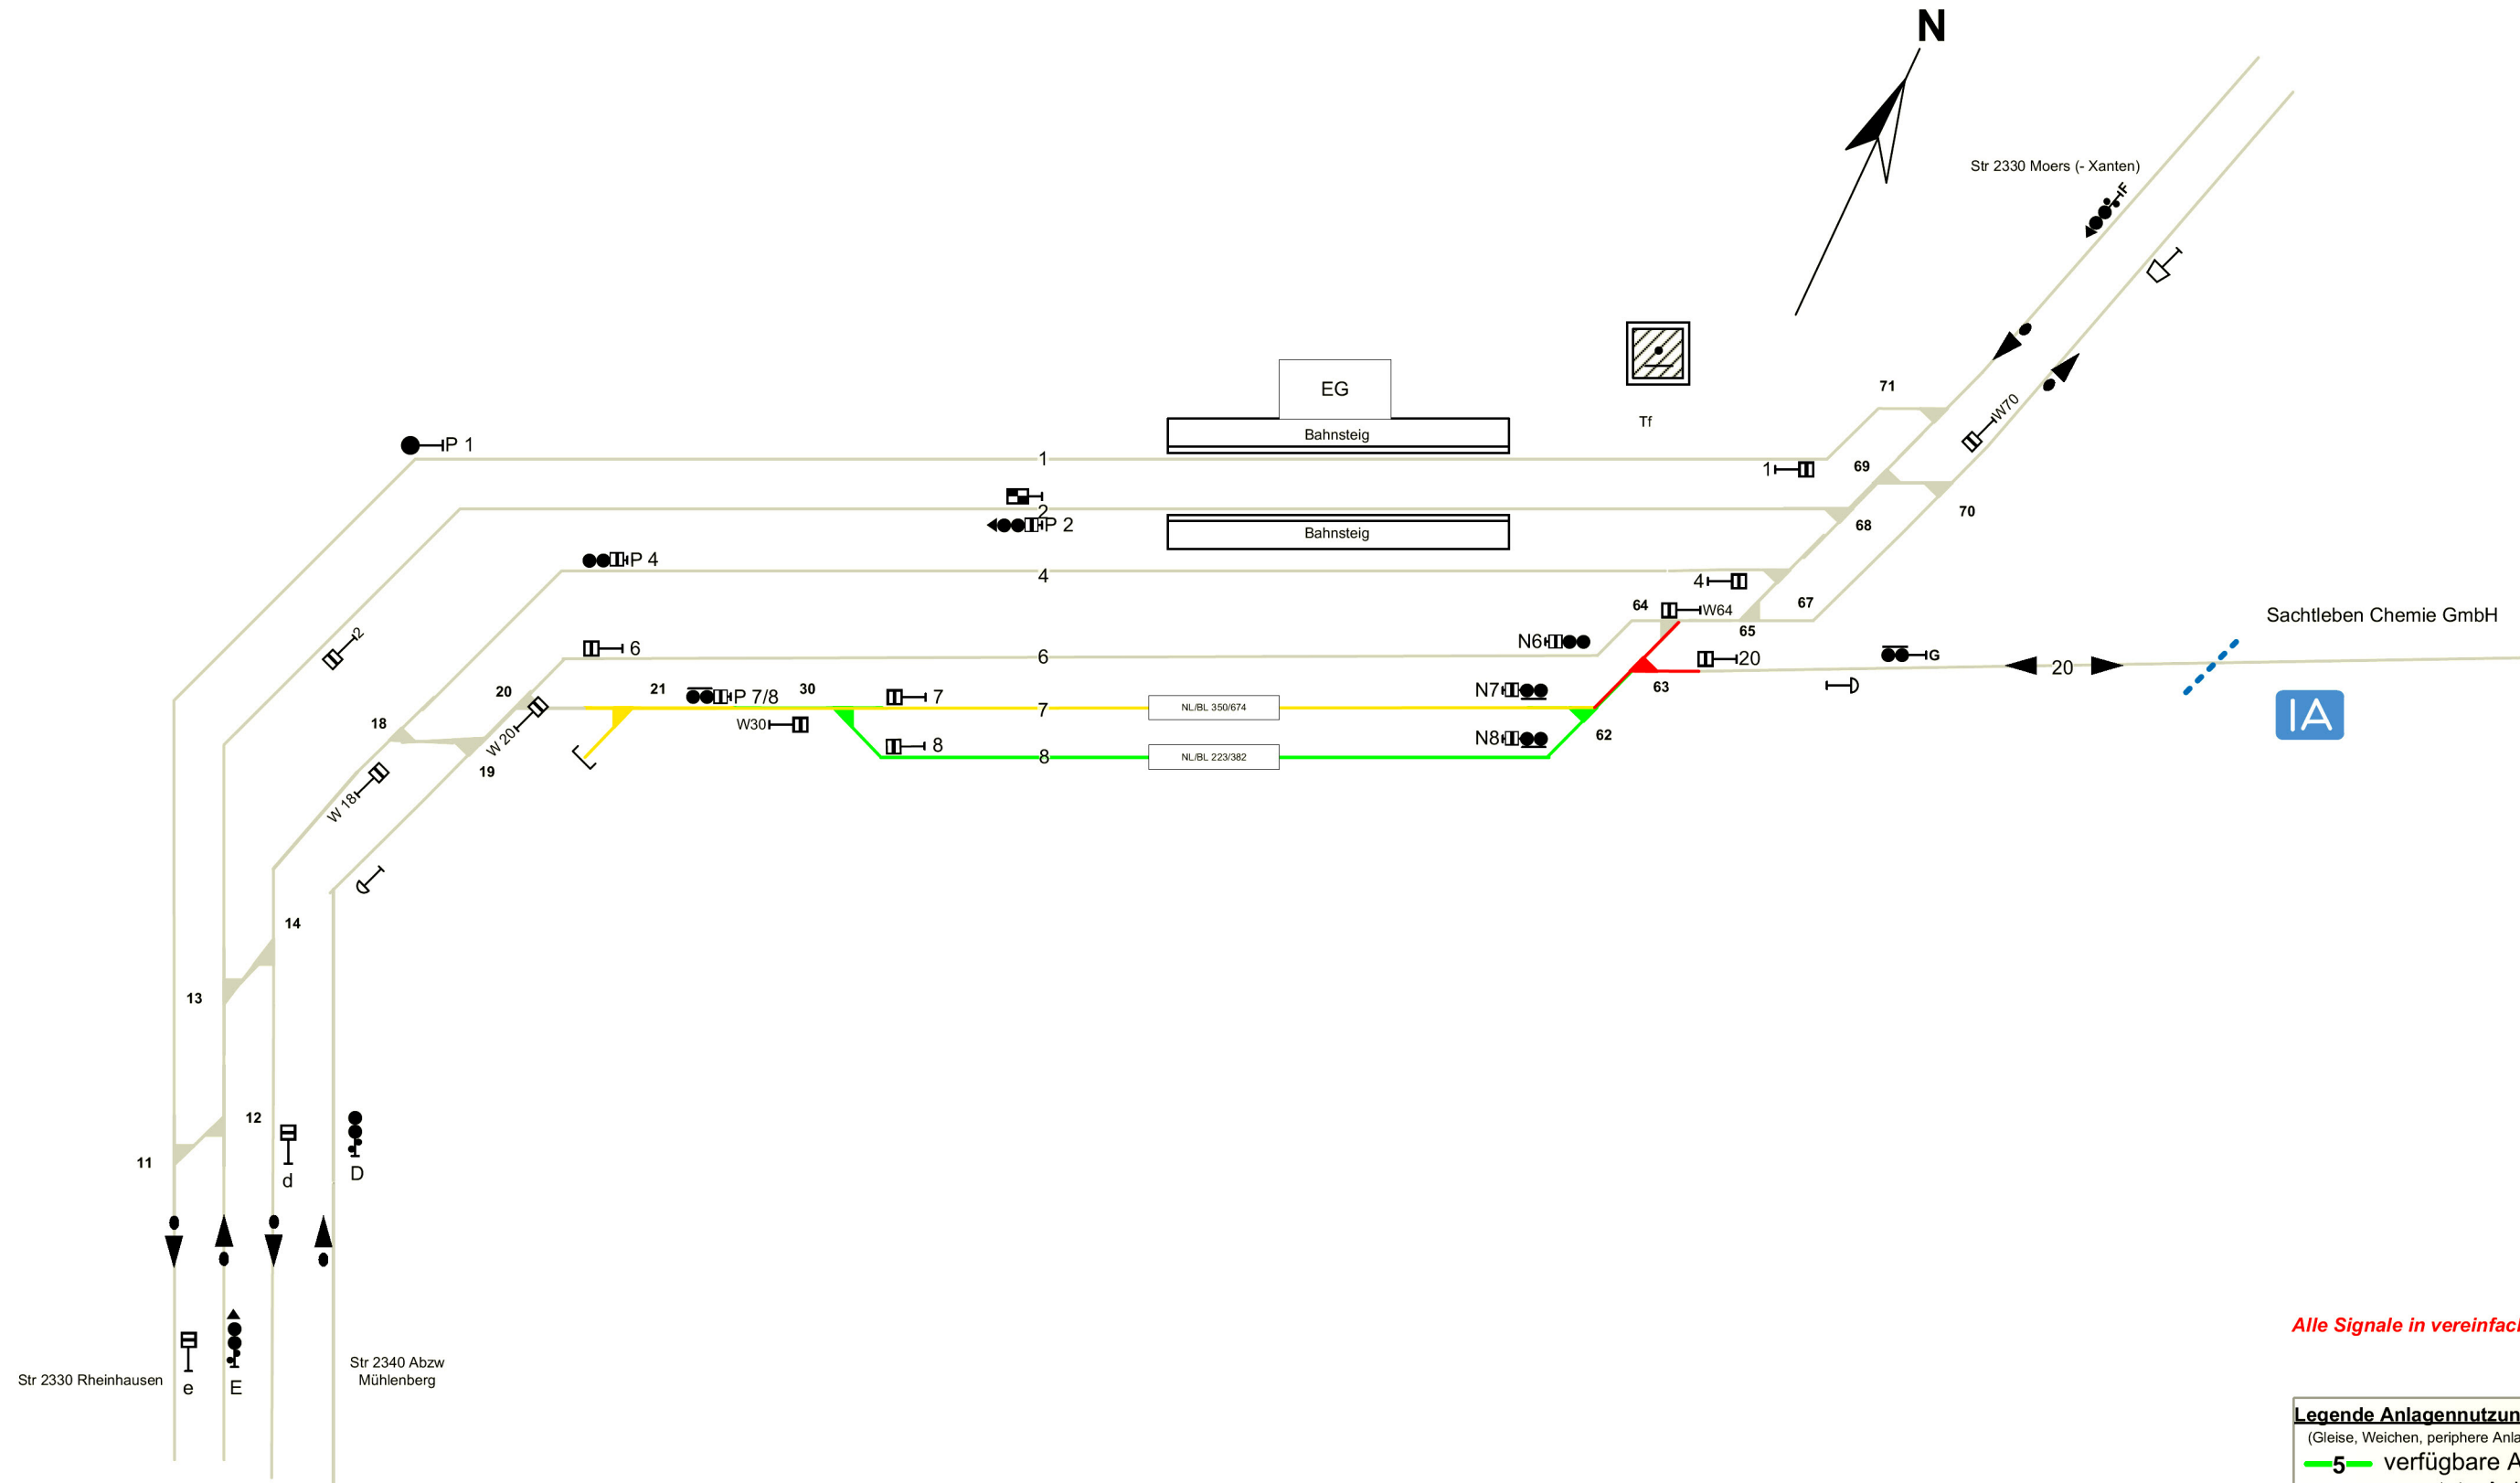 N
Str 2330 Moers (- Xanten)
F
EG
71
W70
Bahnsteig
Tf
P 1
1
1
69
2
P 2
Bahnsteig
68
70
P 4
4
4
64
W64
67
Sachtleben Chemie GmbH
2
6
6
N6
65
20
G
20
20
21
P 7/8
30
7
7
NL/BL 350/674
N7
63
IA
18
W 20
W30
8
8
NL/BL 223/382
N8
62
19
W 18
14
13
12
11
d
D
Alle Signale in
Str 2330 Rheinhausen
e
E
Str 2340 Abzw
Mühlenberg
Legende
(Gleise, Weichen, periphere
5
verfügbare